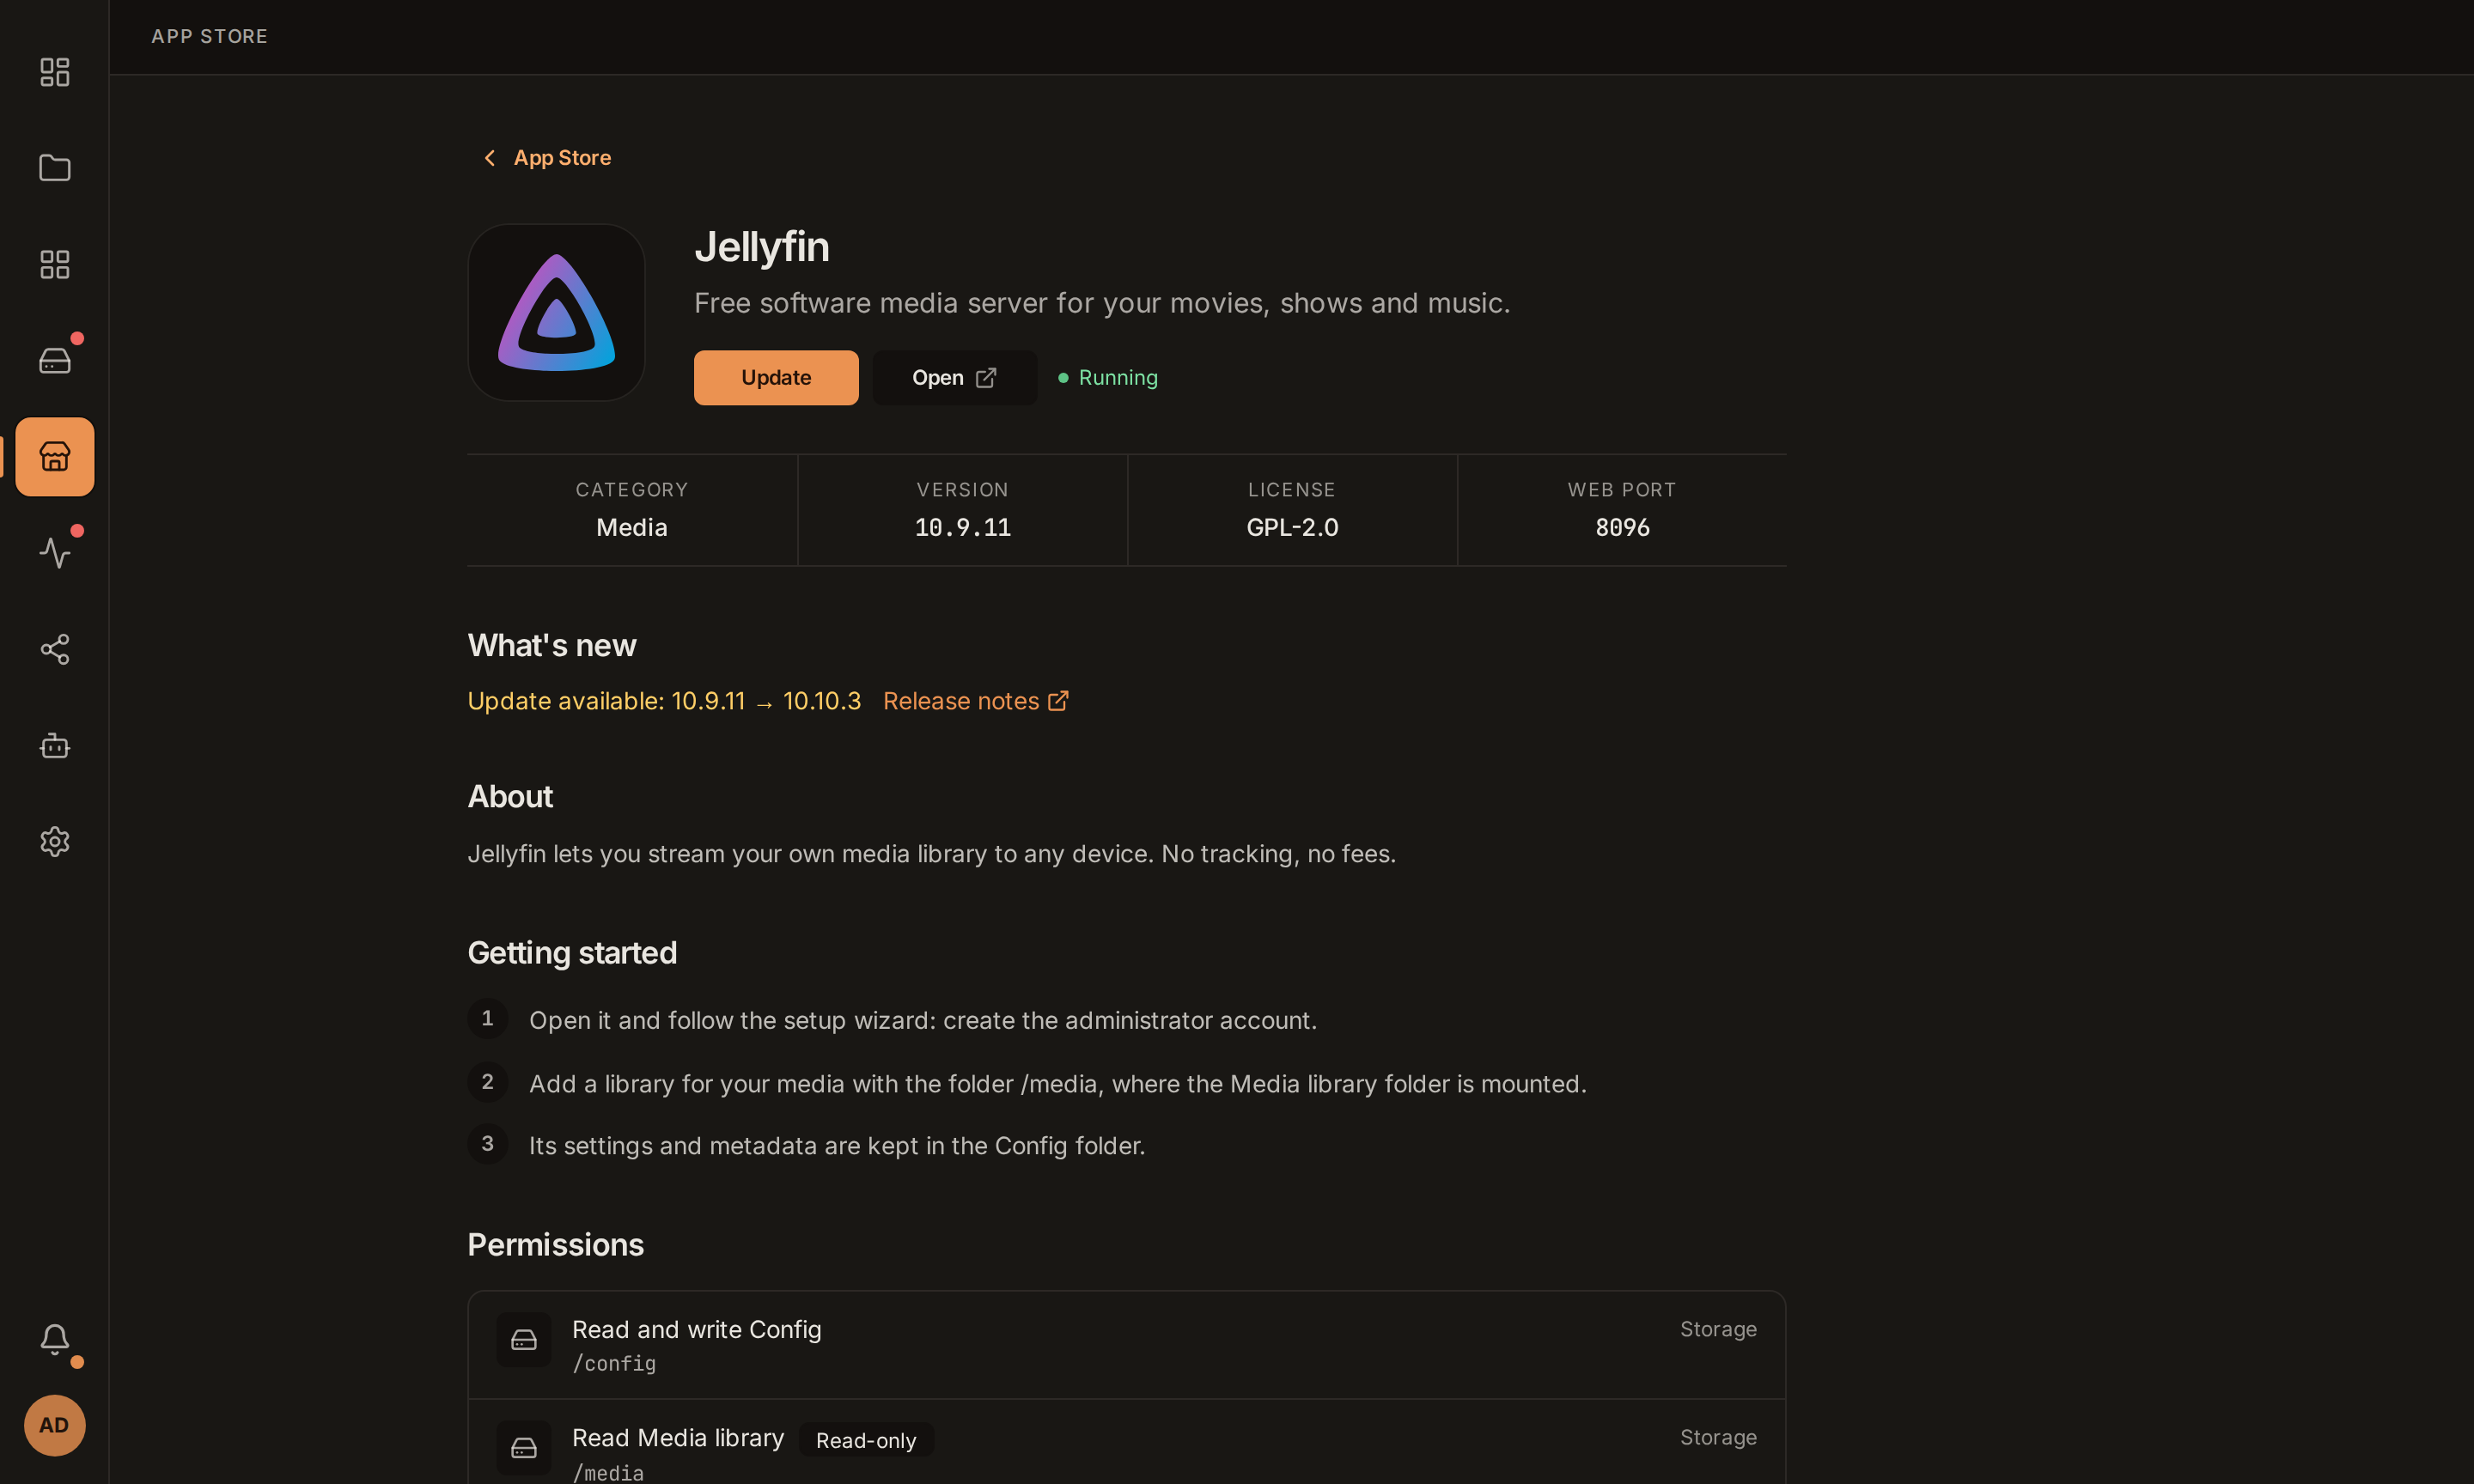 APP STORE
App Store
Jellyfin
Free software media server for your movies, shows and music.
Update
Open
Running
CATEGORY
Media
VERSION
10.9.11
LICENSE
GPL-2.0
WEB PORT
8096
What's new
Update available: 10.9.11 → 10.10.3 Release notes
About
Jellyfin lets you stream your own media library to any device. No tracking, no fees.
Getting started
1 Open it and follow the setup wizard: create the administrator account.
2 Add a library for your media with the folder /media, where the Media library folder is mounted.
3 Its settings and metadata are kept in the Config folder.
Permissions
Read and write Config Storage
/config
Read Media library Read-only Storage
/media
AD